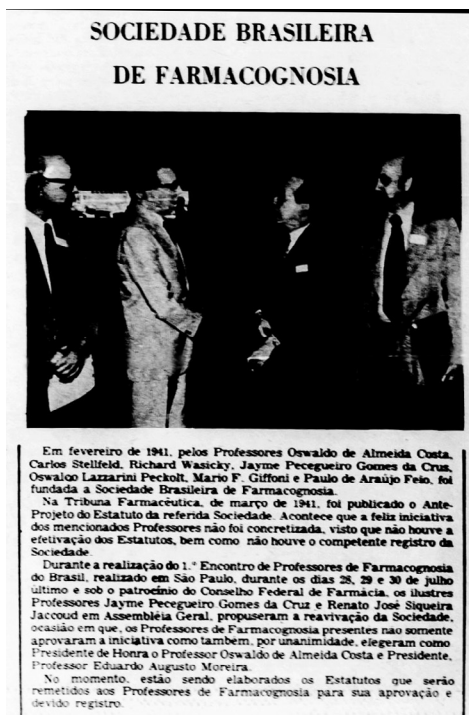 SOCIEDADE BRASILEIRA
DE FARMACOGNOSIA
Em fevereiro de 1941, pelos Professores Oswaldo de Almeida Costa,
Carlos Stellfeld, Richard Wasicky, Jayme Pecegueiro Gomes da Crus,
Oswaldo Lazzarini Peckolt, Mario F. Giffoni e Paulo de Araújo Feio, foi
fundada a Sociedade Brasileira de Farmacognosia.
Na Tribuna Farmacêutica, de março de 1941, foi publicado o Ante-
Projeto do Estatuto da referida Sociedade. Acontece que a feliz iniciativa
dos mencionados Professores não foi concretizada, visto que não houve a
efetivação dos Estatutos, bem como não houve o competente registro da
Sociedade.
Durante a realização do 1.º Encontro de Professores de Farmacognosia
do Brasil, realizado em São Paulo, durante os dias 28, 29 e 30 de julho
último e sob o patrocínio do Conselho Federal de Farmácia, os ilustres
Professores Jayme Pecegueiro Gomes da Cruz e Renato José Siqueira
Jaccoud em Assembléia Geral, propuseram a reavivação da Sociedade,
ocasião em que, os Professores de Farmacognosia presentes não somente
aprovaram a iniciativa como também, por unanimidade, elegeram como
Presidente de Honra o Professor Oswaldo de Almeida Costa e Presidente,
Professor Eduardo Augusto Moreira.
No momento, estão sendo elaborados os Estatutos que serão
remetidos aos Professores de Farmacognosia para sua aprovação e
devido registro.